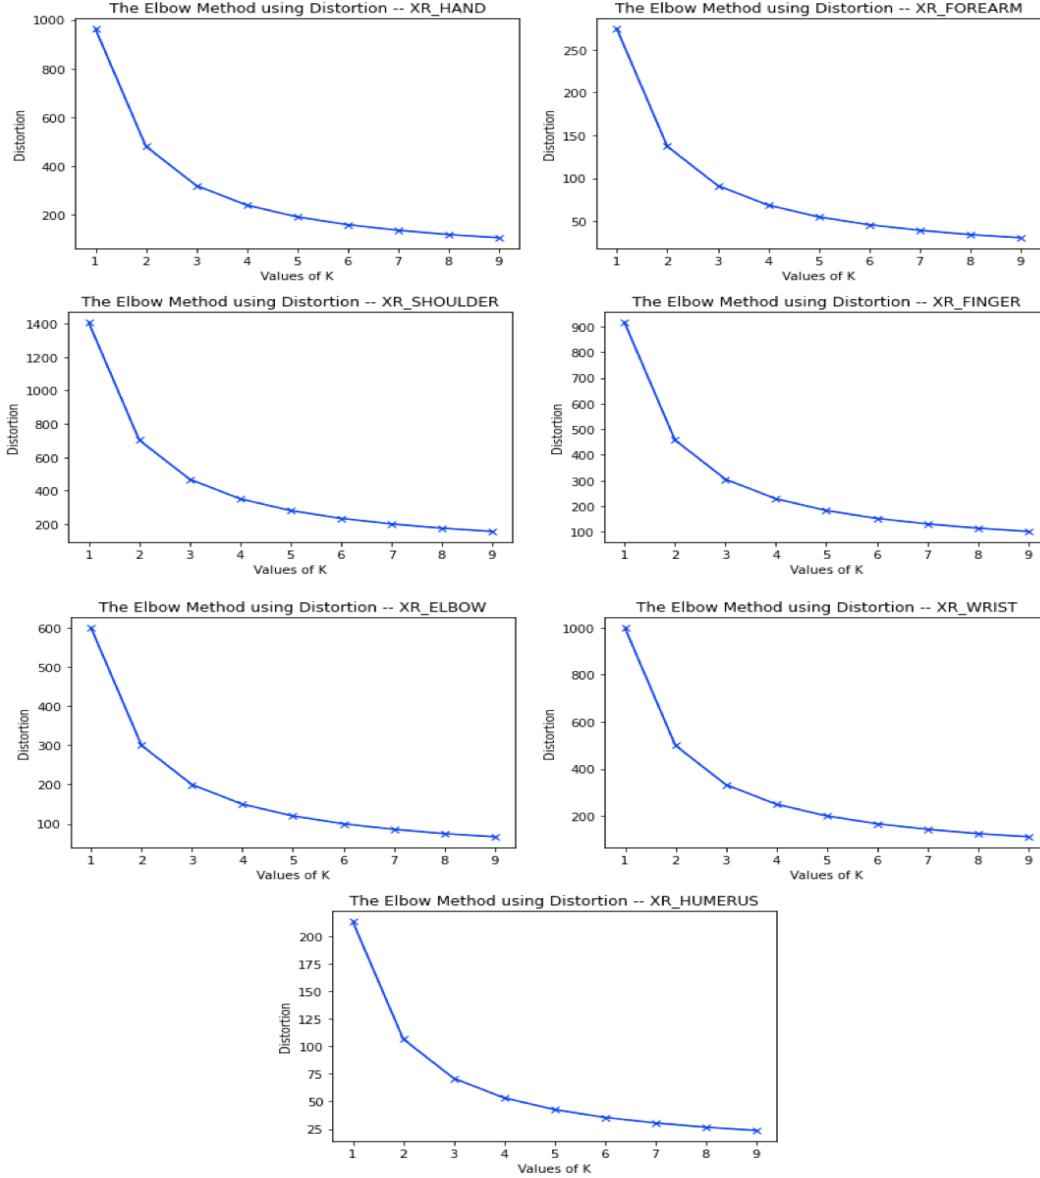 The Elbow Method using Distortion -- XR_HAND
1000
800
600
400
200
Distortion
1 2 3 4 5 6 7 8 9
Values of K
The Elbow Method using Distortion -- XR_FOREARM
250
200
150
100
50
Distortion
1 2 3 4 5 6 7 8 9
Values of K
The Elbow Method using Distortion -- XR_SHOULDER
1400
1200
1000
800
600
400
200
Distortion
1 2 3 4 5 6 7 8 9
Values of K
The Elbow Method using Distortion -- XR_FINGER
900
800
700
600
500
400
300
200
100
Distortion
1 2 3 4 5 6 7 8 9
Values of K
The Elbow Method using Distortion -- XR_ELBOW
600
500
400
300
200
100
Distortion
1 2 3 4 5 6 7 8 9
Values of K
The Elbow Method using Distortion -- XR_WRIST
1000
800
600
400
200
Distortion
1 2 3 4 5 6 7 8 9
Values of K
The Elbow Method using Distortion -- XR_HUMERUS
200
175
150
125
100
75
50
25
Distortion
1 2 3 4 5 6 7 8 9
Values of K